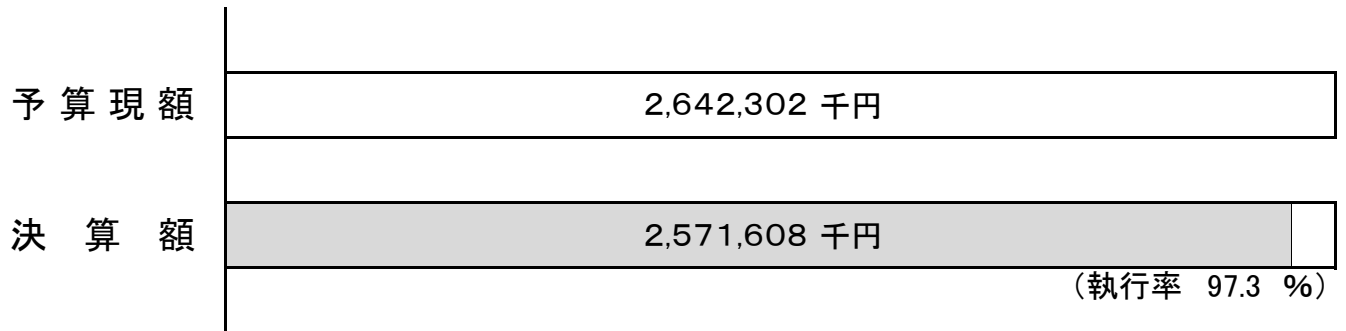 予算現額 2,642,302 千円
決算額 2,571,608 千円
（執行率 97.3 %）